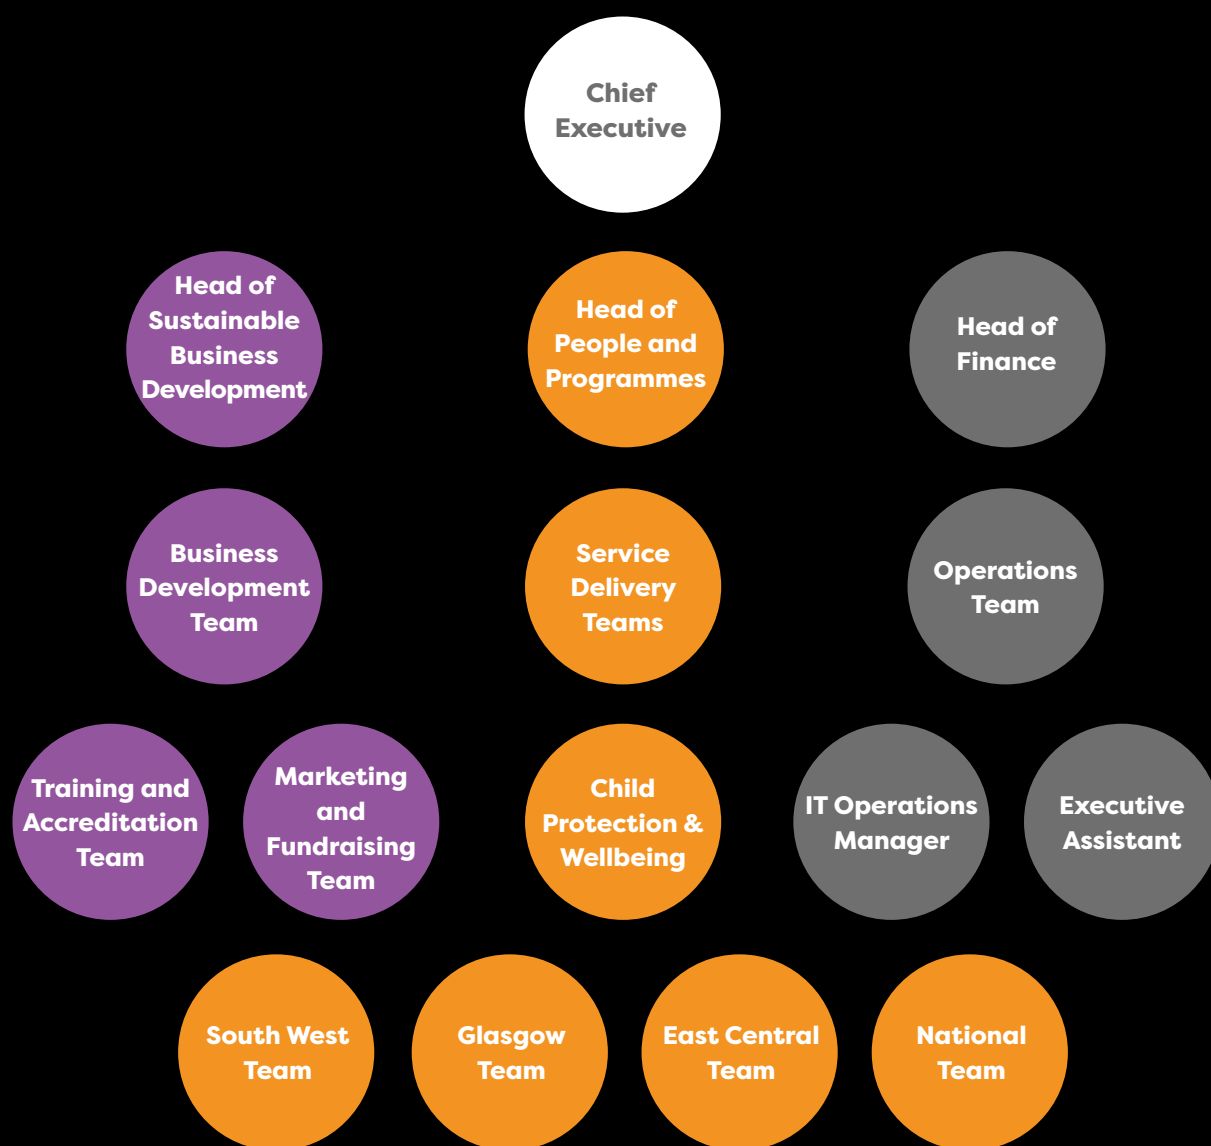 Chief
Executive
Head of
Sustainable
Business
Development
Head of
People and
Programmes
Head of
Finance
Business
Development
Team
Service
Delivery
Teams
Operations
Team
Training and
Accreditation
Team
Marketing
and
Fundraising
Team
Child
Protection &
Wellbeing
IT Operations
Manager
Executive
Assistant
South West
Team
Glasgow
Team
East Central
Team
National
Team